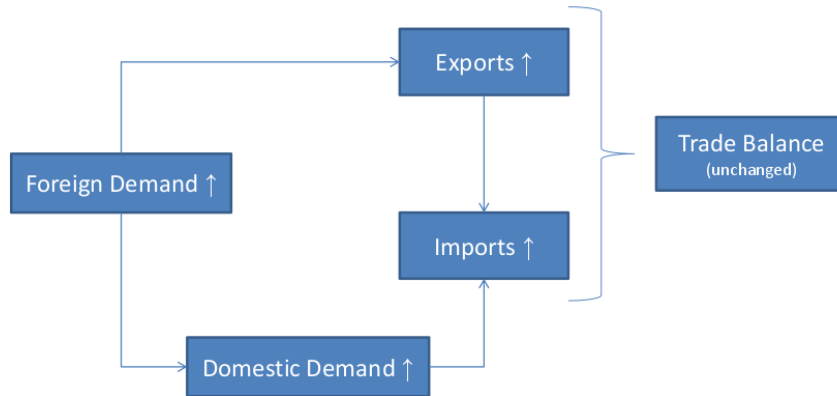 Exports ↑
Trade Balance
(unchanged)
Foreign Demand ↑
Imports ↑
Domestic Demand ↑